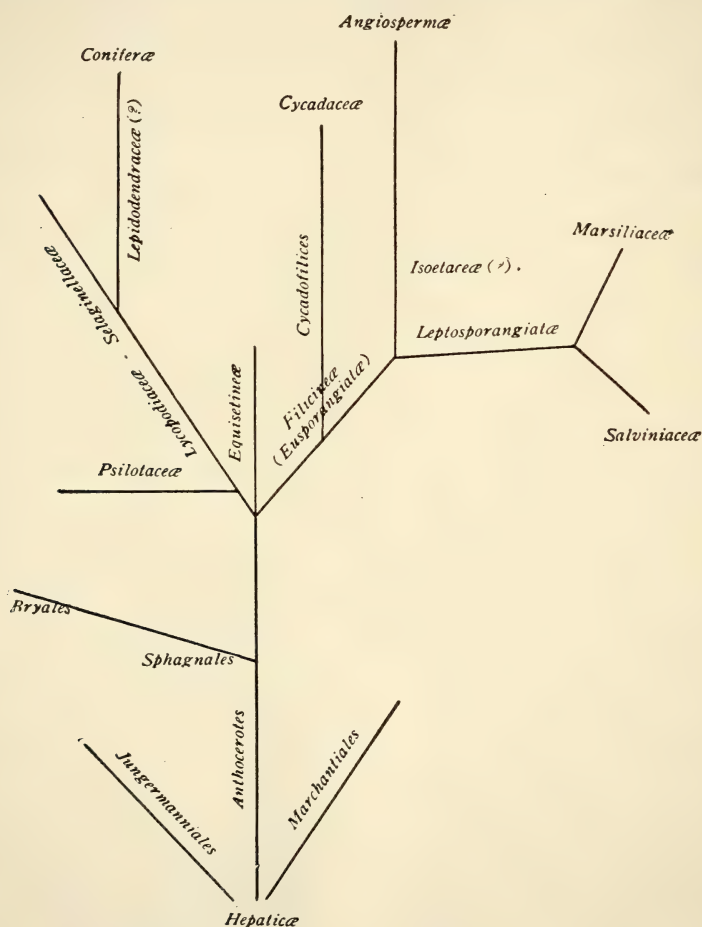 Angiospermæ
Coniferæ
Cycadaceæ
Lepidodendraceæ (?)
Marsiliaceæ
Lycopodiaceæ - Selaginellaceæ
Cycadofilices
Isoetaceæ (?).
Leptosporangiatæ
Equisetineæ
Filicineæ
(Eusporangiatæ)
Salviniaceæ
Psilotaceæ
Bryales
Sphagnales
Anthocerotes
Jungermanniales
Marchantiales
Hepaticæ